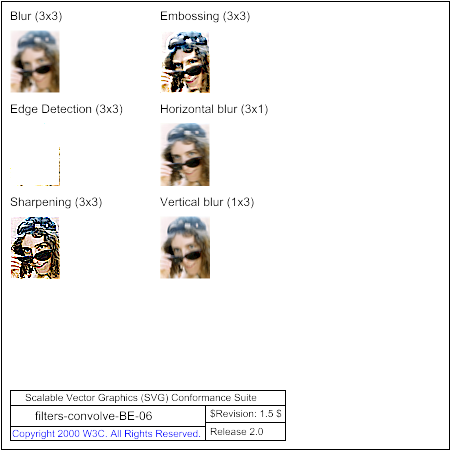 Blur (3x3)
Embossing (3x3)
Edge Detection (3x3)
Horizontal blur (3x1)
Sharpening (3x3)
Vertical blur (1x3)
Scalable Vector Graphics (SVG) Conformance Suite
filters-convolve-BE-06
$Revision: 1.5 $
Copyright 2000 W3C. All Rights Reserved.
Release 2.0